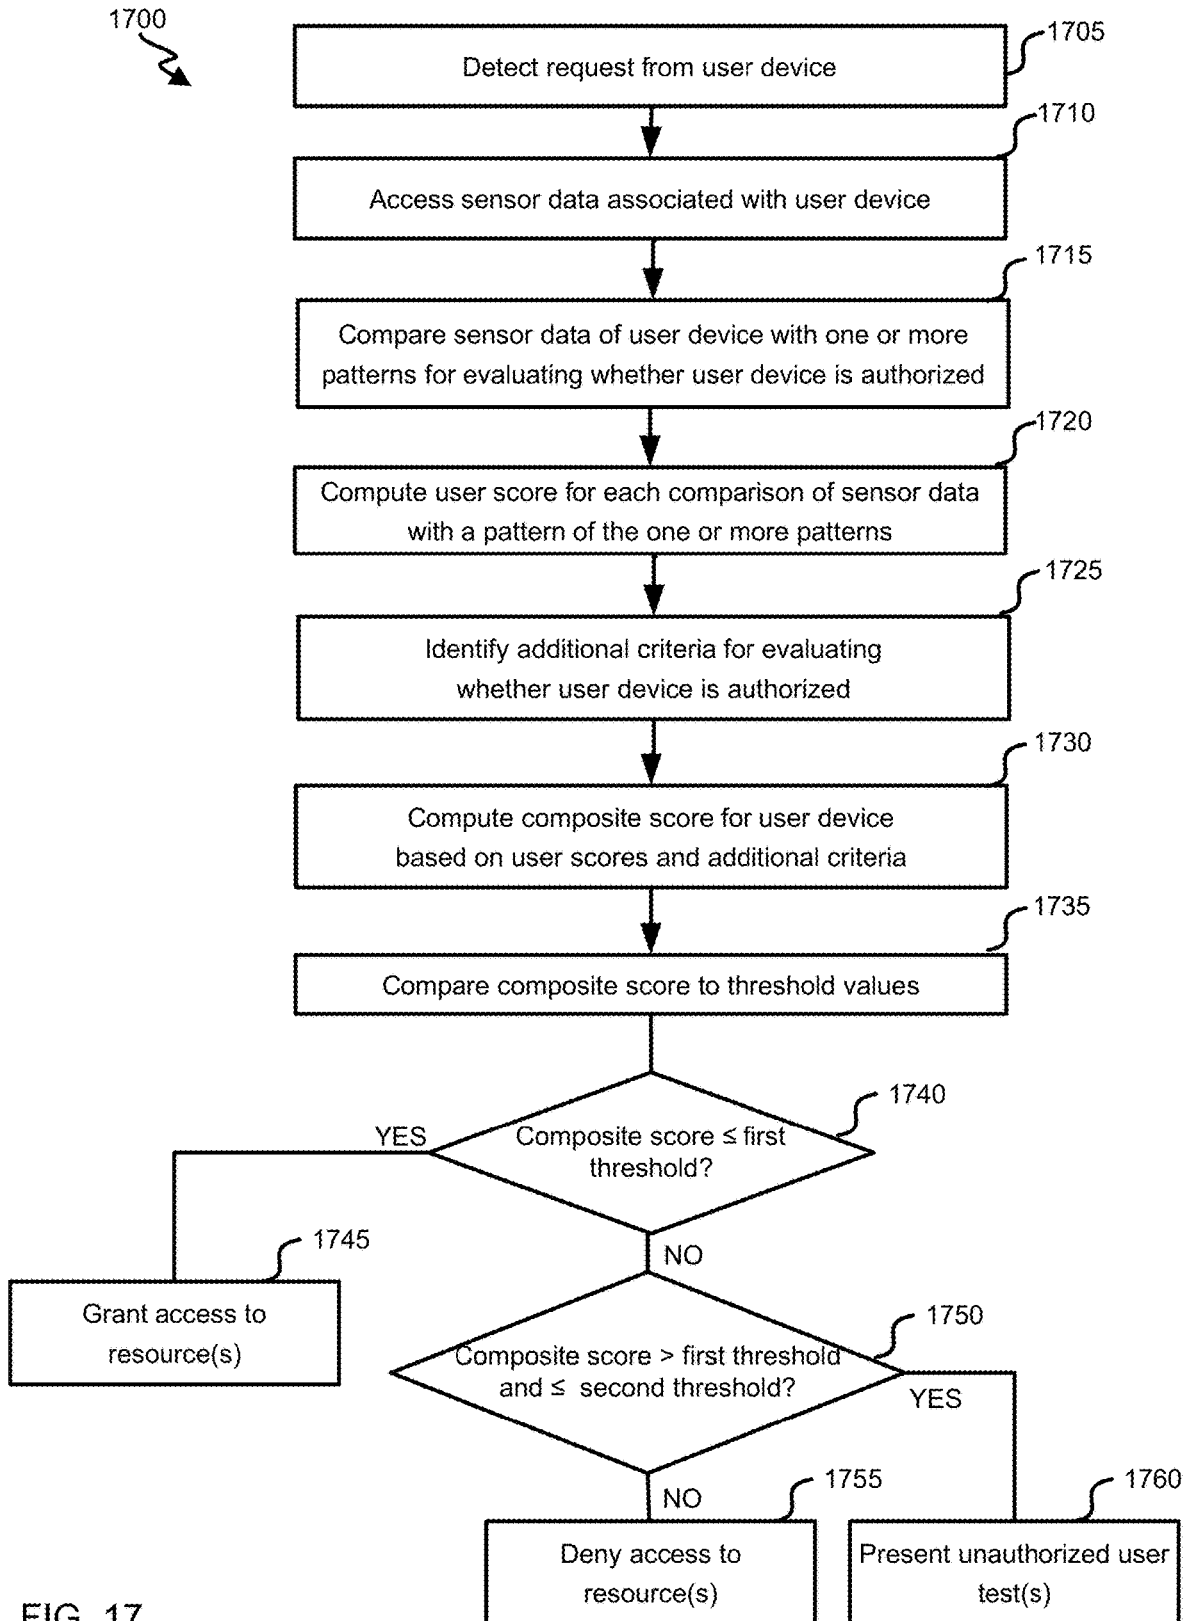 1700
1705
Detect request from user device
1710
Access sensor data associated with user device
1715
Compare sensor data of user device with one or more
patterns for evaluating whether user device is authorized
1720
Compute user score for each comparison of sensor data
with a pattern of the one or more patterns
1725
Identify additional criteria for evaluating
whether user device is authorized
1730
Compute composite score for user device
based on user scores and additional criteria
1735
Compare composite score to threshold values
1740
YES
Composite score ≤ first
threshold?
1745
NO
Grant access to
resource(s)
1750
Composite score > first threshold
and ≤ second threshold?
YES
1755
1760
NO
Deny access to
resource(s)
Present unauthorized user
test(s)
FIG. 17